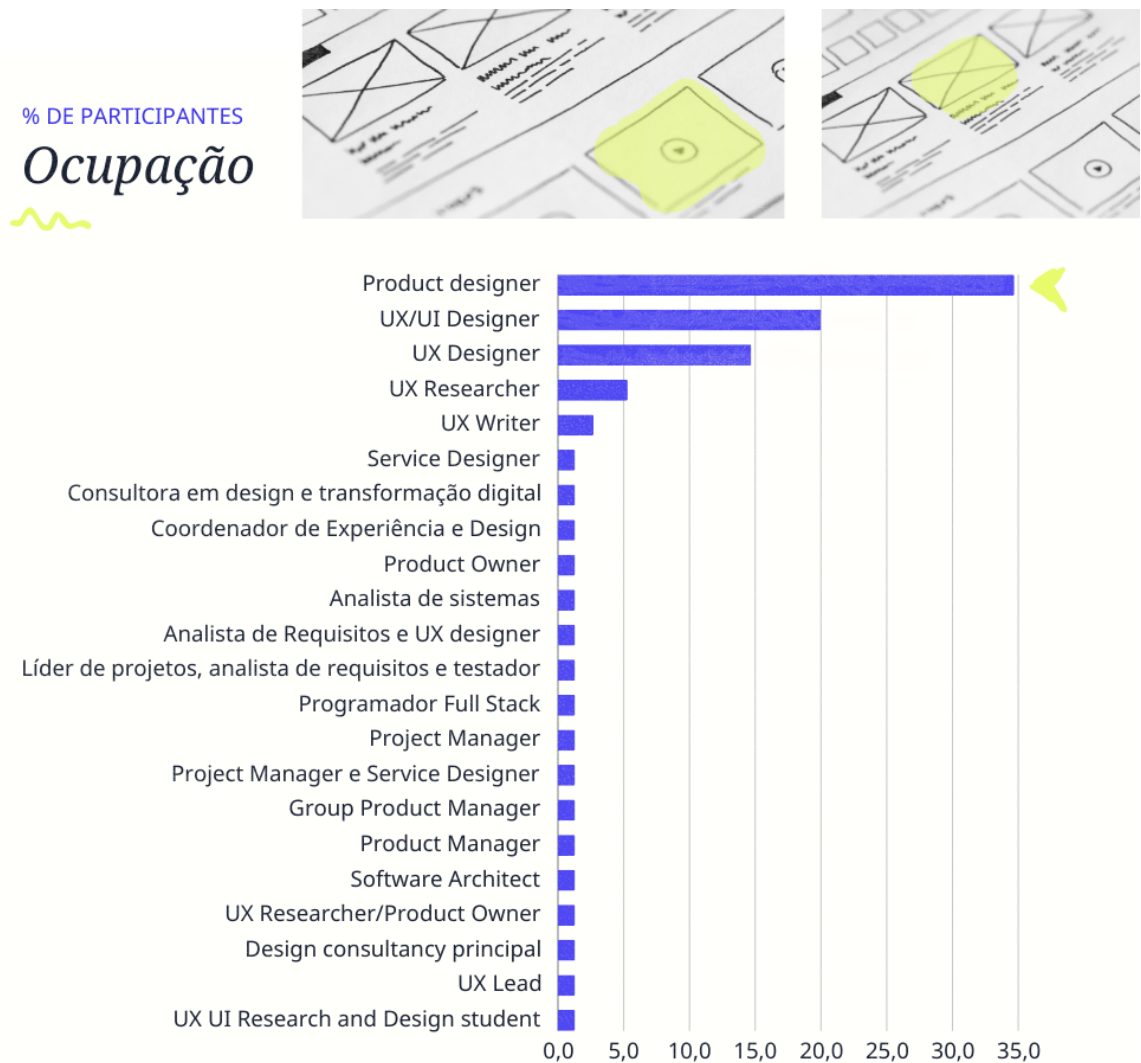 % DE PARTICIPANTES
Ocupação
Product designer
UX/UI Designer
UX Designer
UX Researcher
UX Writer
Service Designer
Consultora em design e transformação digital
Coordenador de Experiência e Design
Product Owner
Analista de sistemas
Analista de Requisitos e UX designer
Líder de projetos, analista de requisitos e testador
Programador Full Stack
Project Manager
Project Manager e Service Designer
Group Product Manager
Product Manager
Software Architect
UX Researcher/Product Owner
Design consultancy principal
UX Lead
UX UI Research and Design student
0,0 5,0 10,0 15,0 20,0 25,0 30,0 35,0